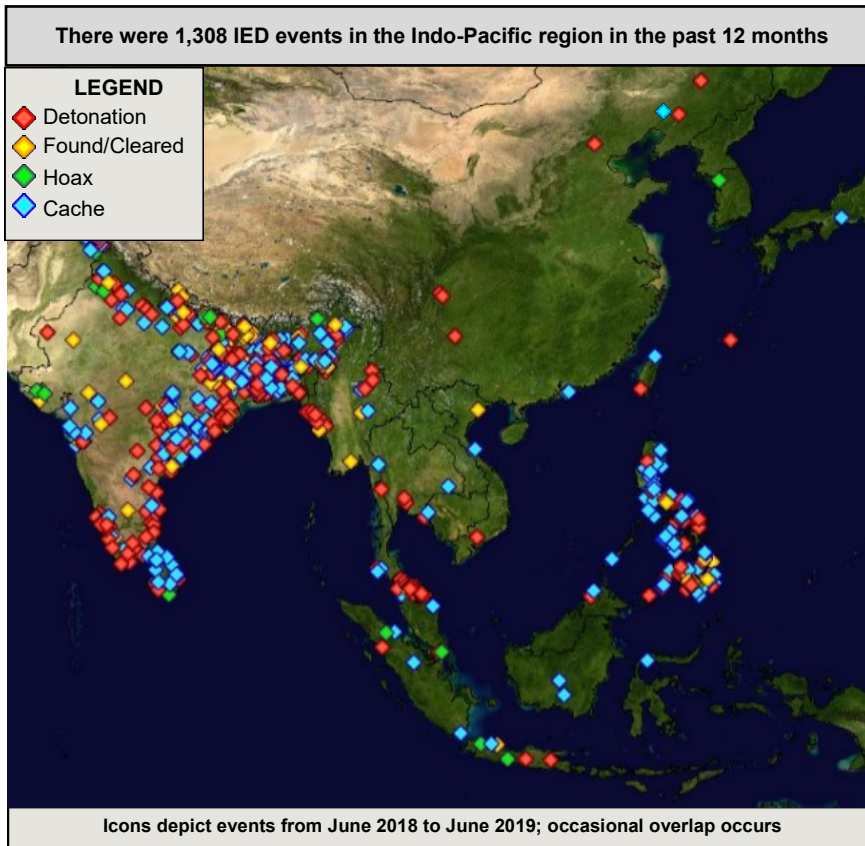 There were 1,308 IED events in the Indo-Pacific region in the past 12 months
LEGEND
Detonation
Found/Cleared
Hoax
Cache
Icons depict events from June 2018 to June 2019; occasional overlap occurs